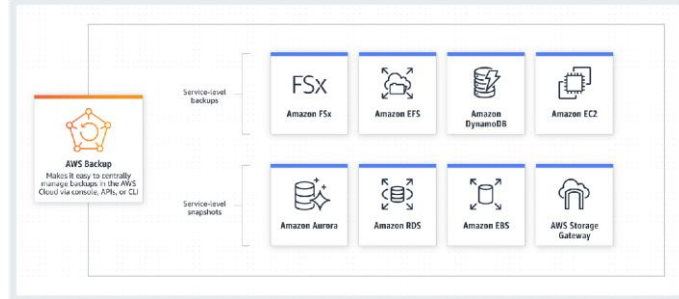 AWS Backup
Makes it easy to centrally
manage backups in the AWS
Cloud via console, APIs, or CLI
Service-level
backups
FSx
Amazon FSx
Amazon EFS
Amazon
DynamoDB
Amazon EC2
Service-level
snapshots
Amazon Aurora
Amazon RDS
Amazon EBS
AWS Storage
Gateway